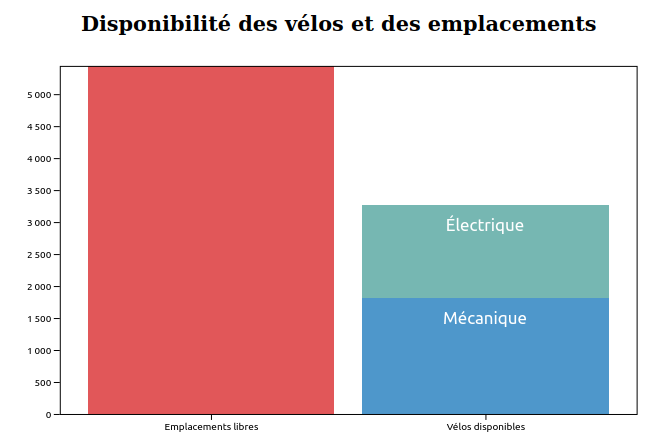 Disponibilité des vélos et des emplacements
5 000
4 500
4 000
3 500
3 000
2 500
2 000
1 500
1 000
500
0
Électrique
Mécanique
Emplacements libres
Vélos disponibles